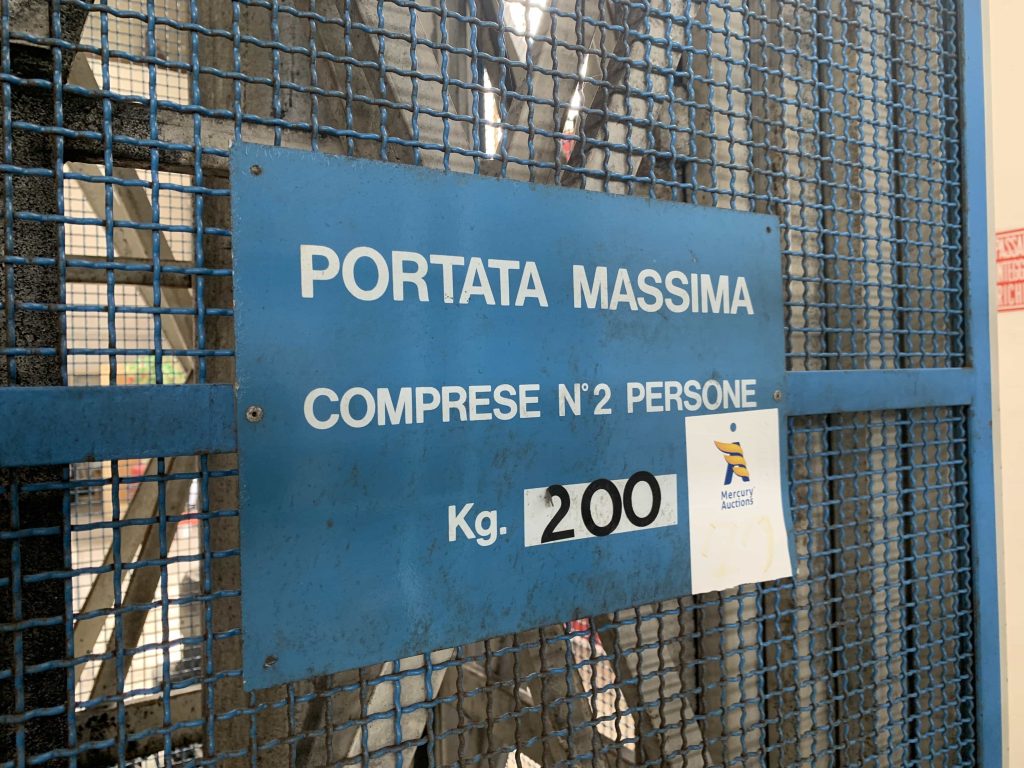 PORTATA MASSIMA
COMPRESE N° 2 PERSONE
Kg. 200
Mercury
Auctions